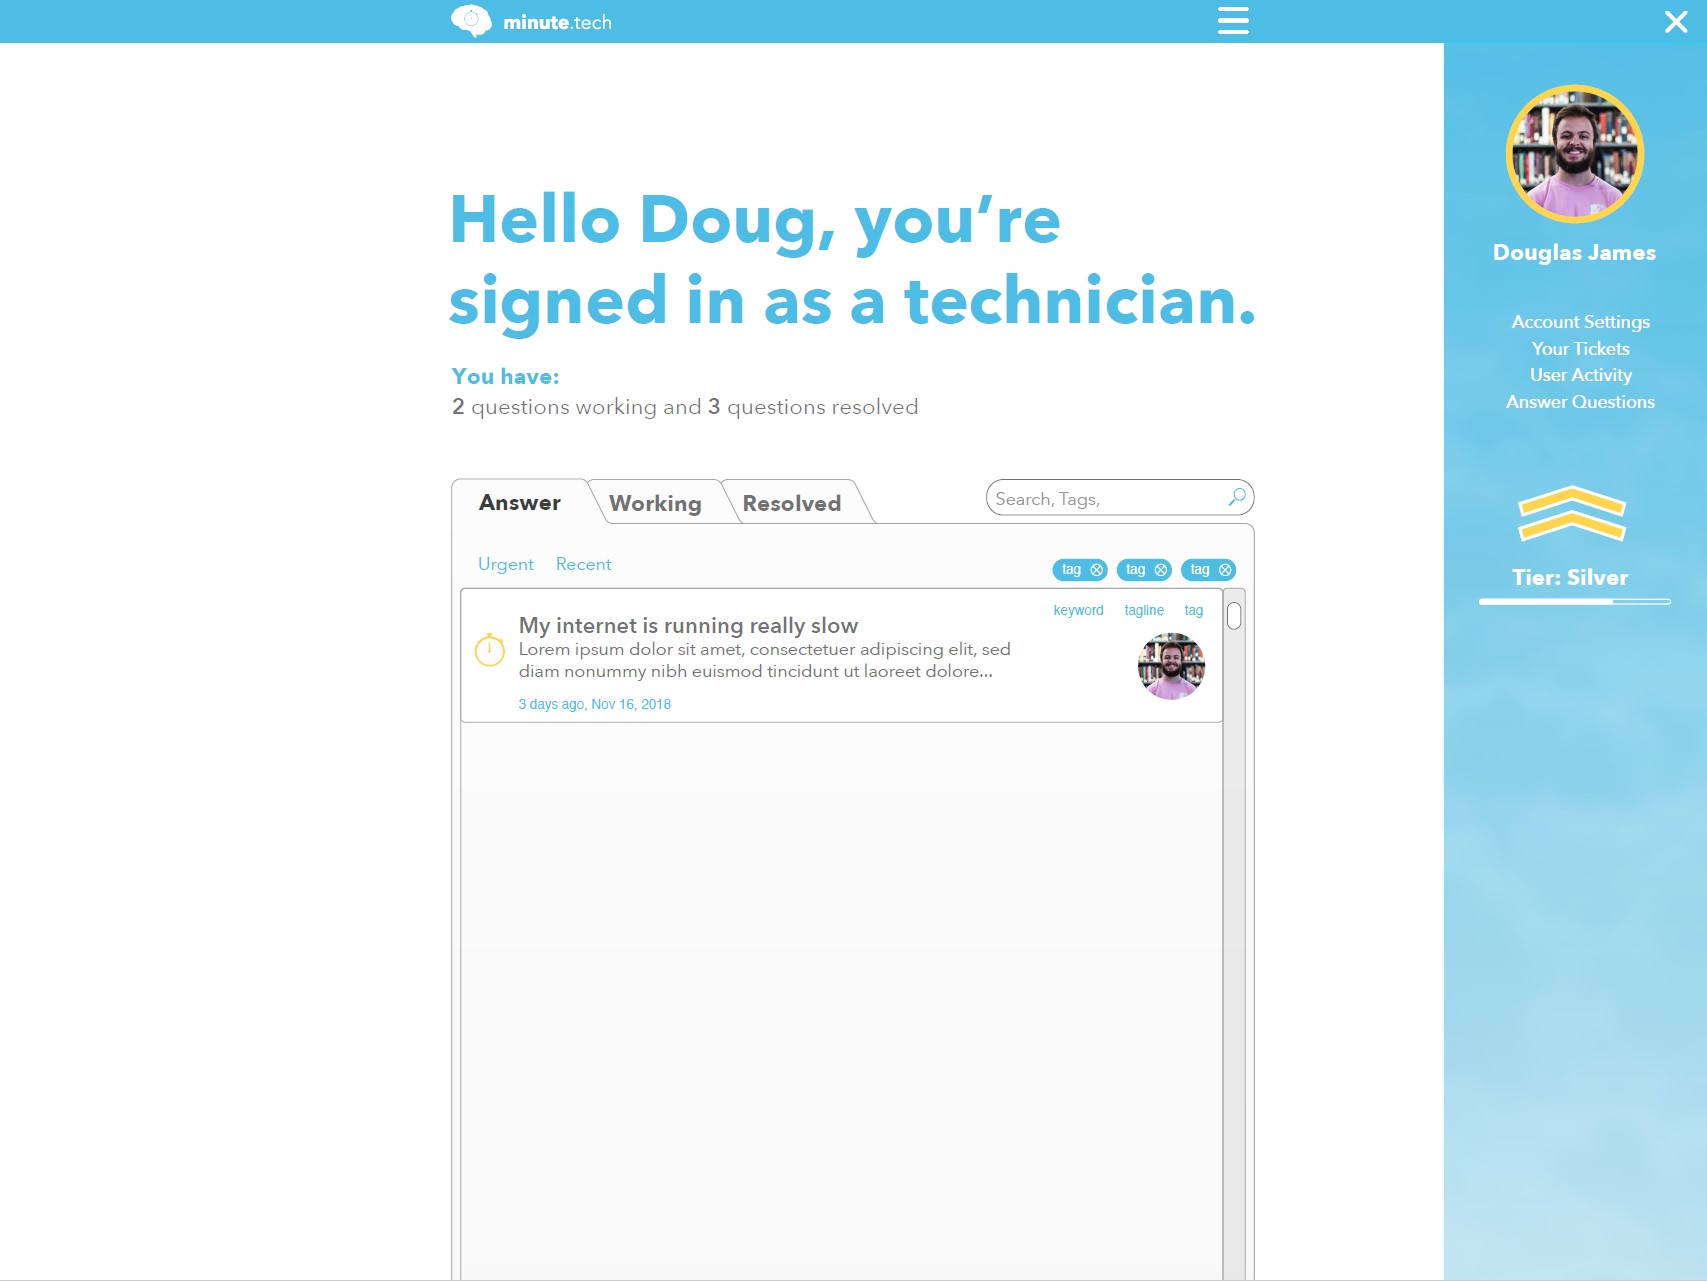 minute.tech
Hello Doug, you’re
signed in as a technician.
You have:
2 questions working and 3 questions resolved
Answer
Working
Resolved
Search, Tags,
Urgent
Recent
tag
tag
tag
keyword
tagline
tag
My internet is running really slow
Lorem ipsum dolor sit amet, consectetuer adipiscing elit, sed
diam nonummy nibh euismod tincidunt ut laoreet dolore...
3 days ago, Nov 16, 2018
Douglas James
Account Settings
Your Tickets
User Activity
Answer Questions
Tier: Silver